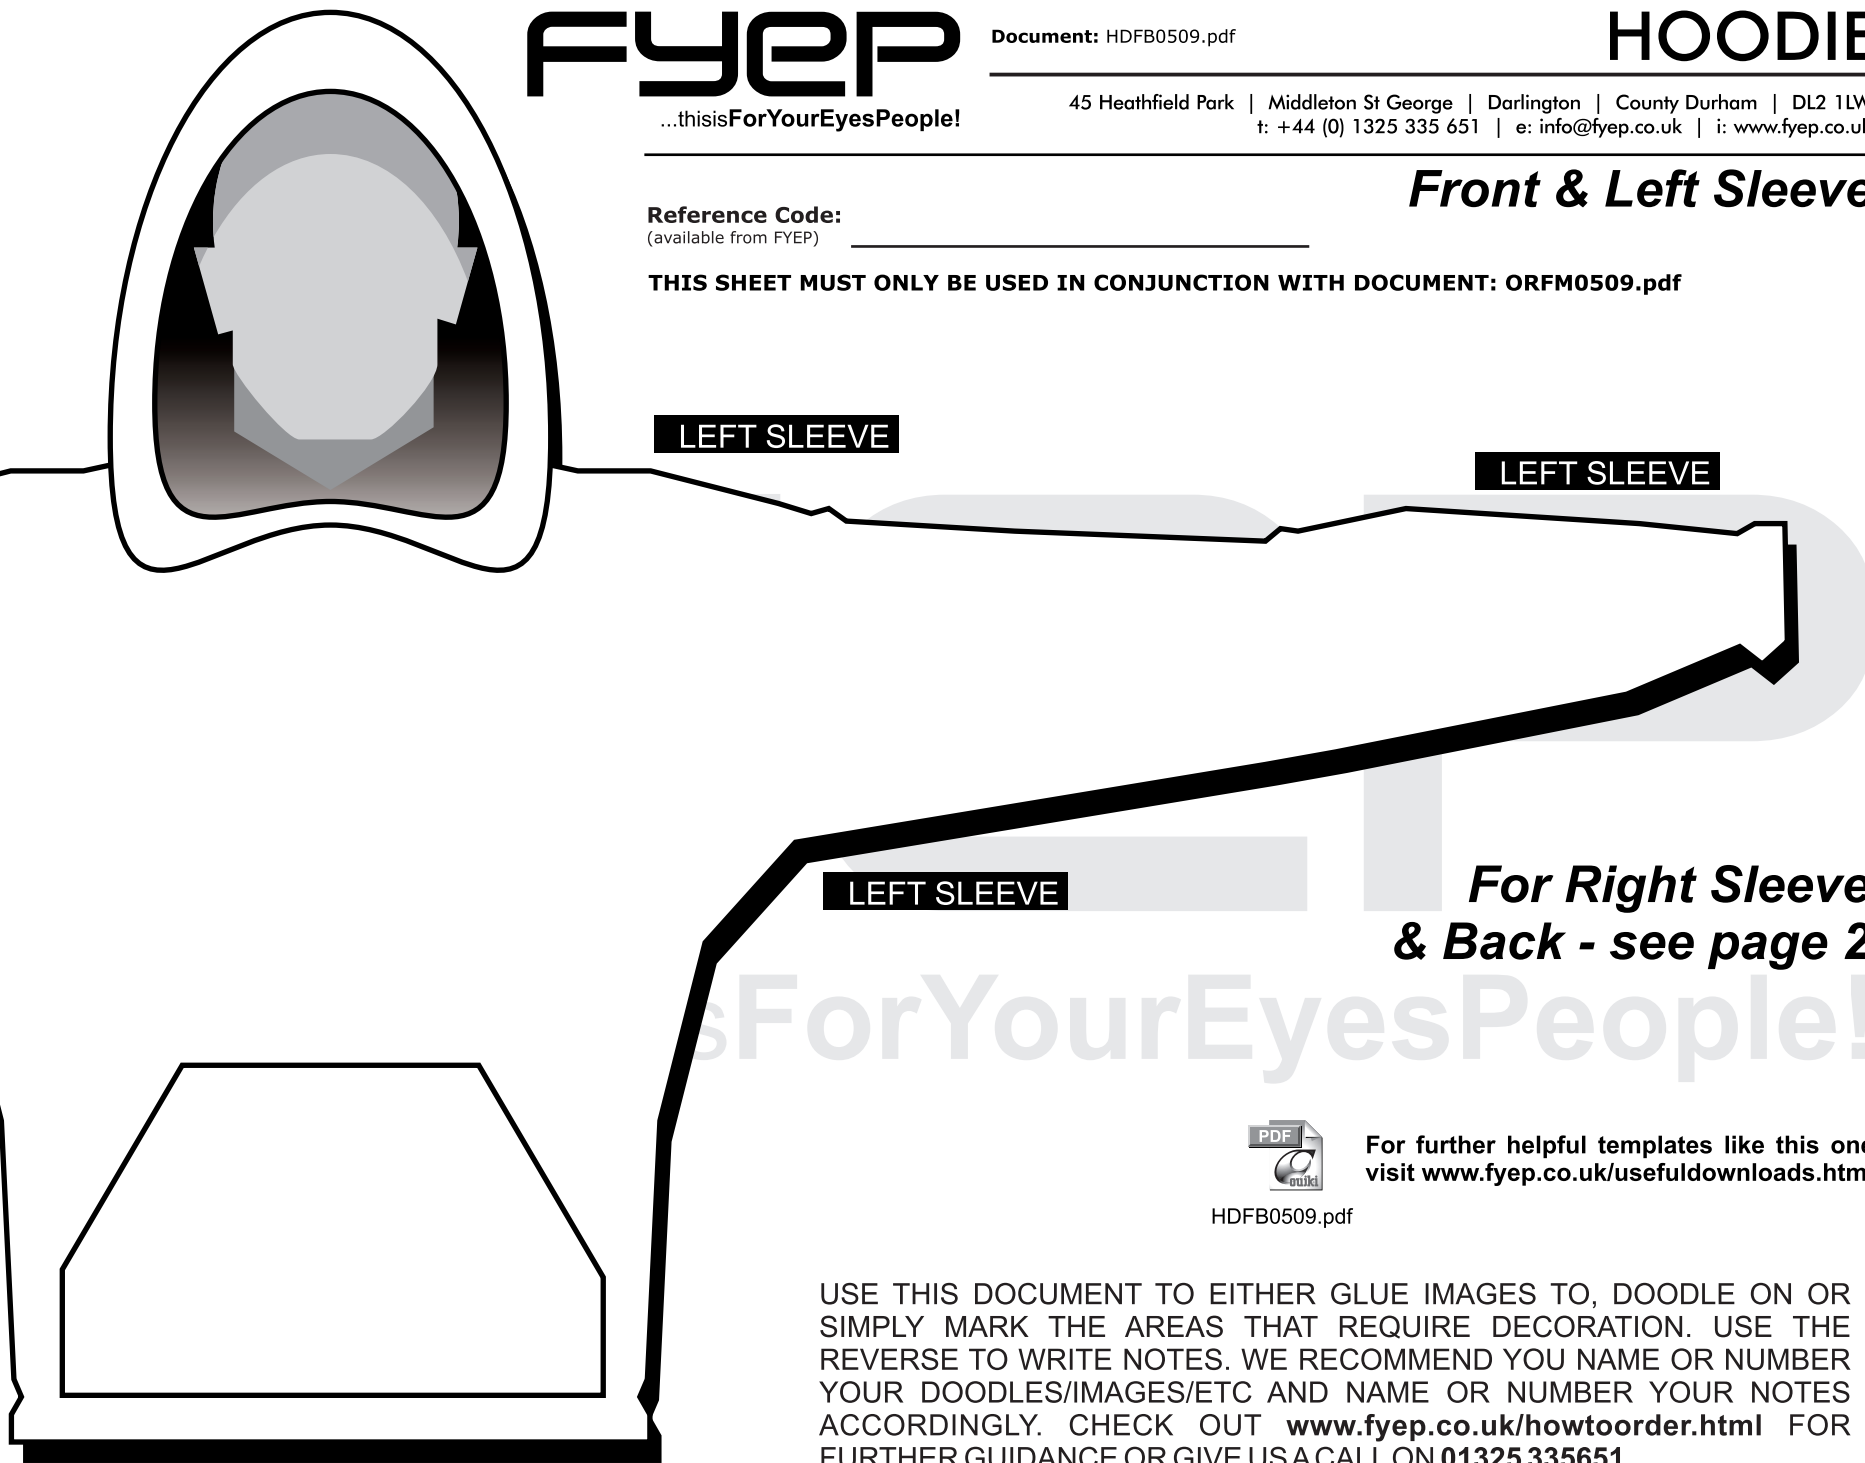 FYEP
...thisisForYourEyesPeople!
Document: HDFB0509.pdf
HOODIE
45 Heathfield Park | Middleton St George | Darlington | County Durham | DL2 1LW
t: +44 (0) 1325 335 651 | e: info@fyep.co.uk | i: www.fyep.co.uk
Front & Left Sleeve
Reference Code:
(available from FYEP)
THIS SHEET MUST ONLY BE USED IN CONJUNCTION WITH DOCUMENT: ORFM0509.pdf
LEFT SLEEVE
LEFT SLEEVE
LEFT SLEEVE
For Right Sleeve
& Back - see page 2
sForYourEyesPeople!
PDF
ouiki
For further helpful templates like this one
visit www.fyep.co.uk/usefuldownloads.html
HDFB0509.pdf
USE THIS DOCUMENT TO EITHER GLUE IMAGES TO, DOODLE ON OR
SIMPLY MARK THE AREAS THAT REQUIRE DECORATION. USE THE
REVERSE TO WRITE NOTES. WE RECOMMEND YOU NAME OR NUMBER
YOUR DOODLES/IMAGES/ETC AND NAME OR NUMBER YOUR NOTES
ACCORDINGLY. CHECK OUT www.fyep.co.uk/howtoorder.html FOR
FURTHER GUIDANCE OR GIVE US A CALL ON 01325 335651